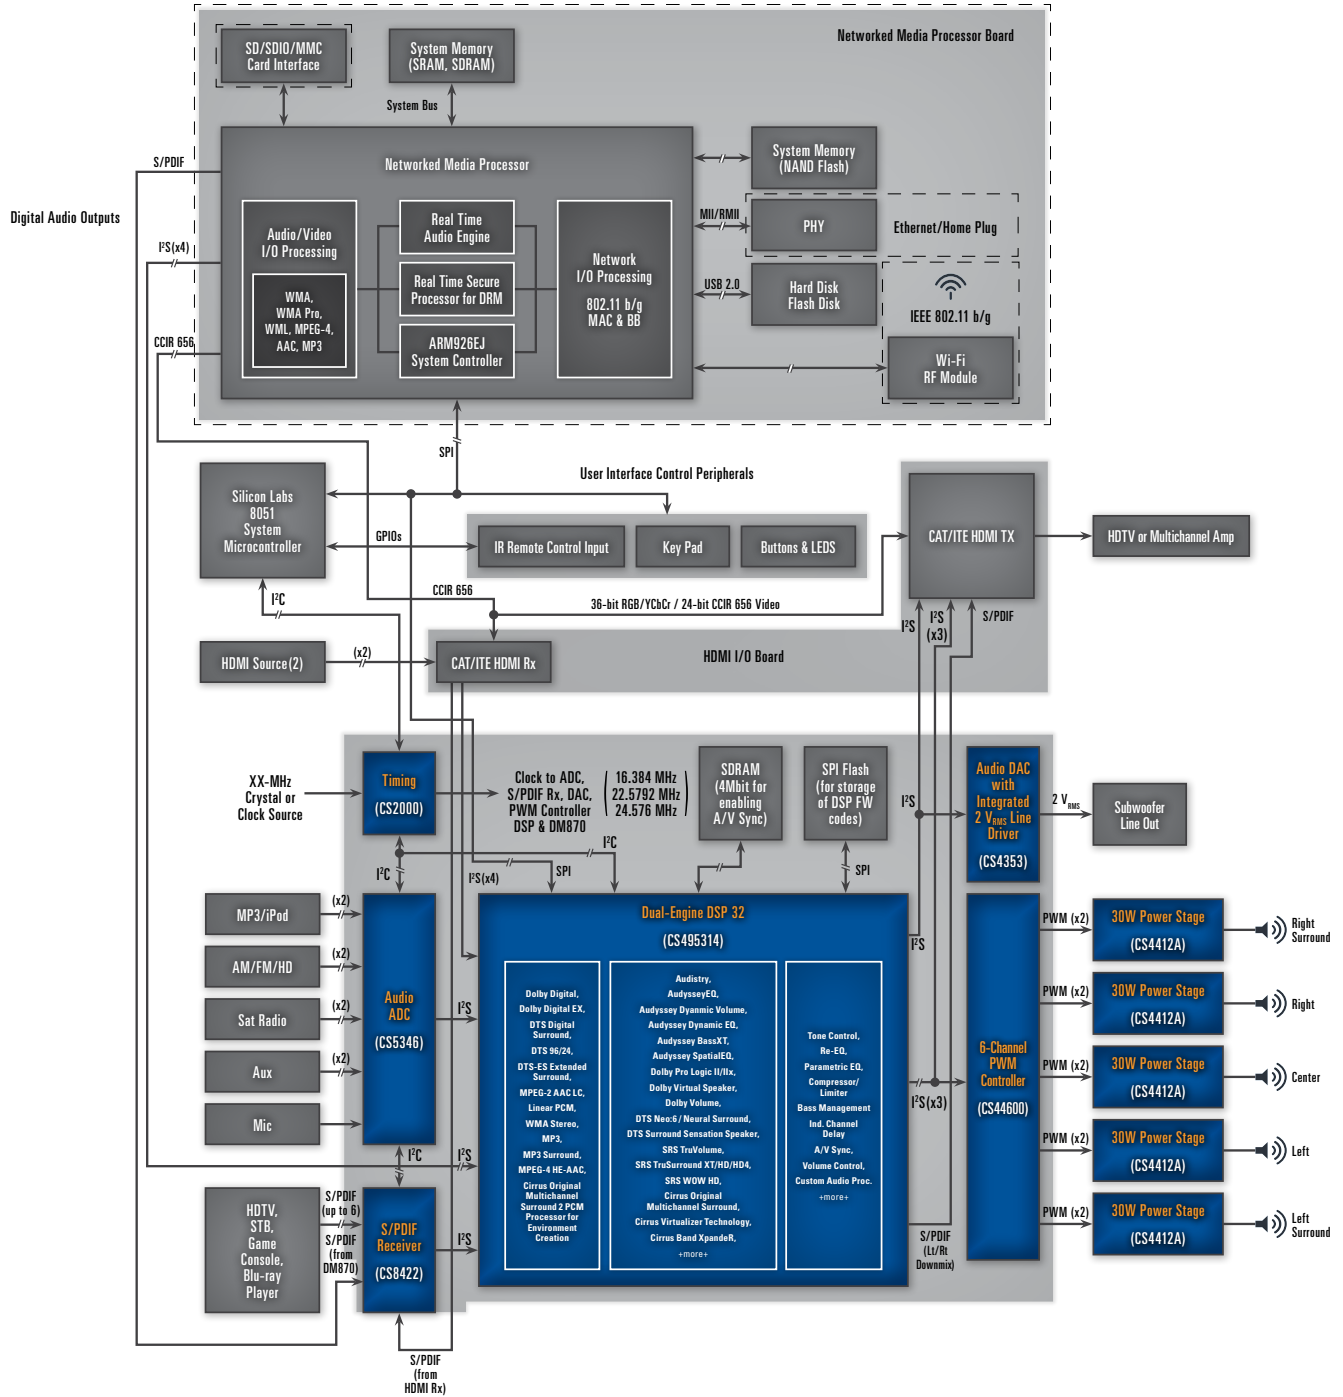 Networked Media Processor Board
SD/SDIO/MMC
Card Interface
System Memory
(SRAM, SDRAM)
System Bus
S/PDIF
Networked Media Processor
System Memory
(NAND Flash)
Digital Audio Outputs
I²S(x4)
CCIR 656
Audio/Video
I/O Processing
WMA,
WMA Pro,
WML, MPEG-4,
AAC, MP3
Real Time
Audio Engine
Real Time Secure
Processor for DRM
ARM926EJ
System Controller
Network
I/O Processing
802.11 b/g
MAC & BB
MII/RMII
PHY
Ethernet/Home Plug
USB 2.0
Hard Disk
Flash Disk
IEEE 802.11 b/g
Wi-Fi
RF Module
SPI
User Interface Control Peripherals
Silicon Labs
8051
System
Microcontroller
GPIOs
IR Remote Control Input
Key Pad
Buttons & LEDS
CAT/ITE HDMI TX
HDTV or Multichannel Amp
I²C
CCIR 656
36-bit RGB/YCbCr / 24-bit CCIR 656 Video
I²S
I²S
(x3)
S/PDIF
HDMI Source(2)
(x2)
CAT/ITE HDMI Rx
HDMI I/O Board
XX-MHz
Crystal or
Clock Source
Timing
(CS2000)
Clock to ADC,
S/PDIF Rx, DAC,
PWM Controller
DSP & DM870
16.384 MHz
22.5792 MHz
24.576 MHz
SDRAM
(4Mbit for
enabling
A/V Sync)
SPI Flash
(for storage
of DSP FW
codes)
I²S
Audio DAC
with
Integrated
2 VRMS Line
Driver
(CS4353)
2 VRMS
Subwoofer
Line Out
I²C
I²C
I²S(x4)
SPI
SPI
MP3/iPod
(x2)
AM/FM/HD
(x2)
Sat Radio
(x2)
Aux
(x2)
Mic
Audio
ADC
(CS5346)
I²S
Dual-Engine DSP 32
(CS495314)
Dolby Digital,
Dolby Digital EX,
DTS Digital
Surround,
DTS 96/24,
DTS-ES Extended
Surround,
MPEG-2 AAC LC,
Linear PCM,
WMA Stereo,
MP3,
MP3 Surround,
MPEG-4 HE-AAC,
Cirrus Original
Multichannel
Surround 2 PCM
Processor for
Environment
Creation
Audistry,
AudysseyEQ,
Audyssey Dyanmic Volume,
Audyssey Dynamic EQ,
Audyssey BassXT,
Audyssey SpatialEQ,
Dolby Pro Logic II/IIx,
Dolby Virtual Speaker,
Dolby Volume,
DTS Neo:6 / Neural Surround,
DTS Surround Sensation Speaker,
SRS TruVolume,
SRS TruSurround XT/HD/HD4,
SRS WOW HD,
Cirrus Original
Multichannel Surround,
Cirrus Virtualizer Technology,
Cirrus Band XpandeR,
+more+
Tone Control,
Re-EQ,
Parametric EQ,
Compressor/
Limiter
Bass Management
Ind. Channel
Delay
A/V Sync,
Volume Control,
Custom Audio Proc.
+more+
I²S
I²S(x3)
S/PDIF
(Lt/Rt
Downmix)
6-Channel
PWM
Controller
(CS44600)
PWM (x2)
30W Power Stage
(CS4412A)
Right
Surround
PWM (x2)
30W Power Stage
(CS4412A)
Right
PWM (x2)
30W Power Stage
(CS4412A)
Center
PWM (x2)
30W Power Stage
(CS4412A)
Left
PWM (x2)
30W Power Stage
(CS4412A)
Left
Surround
I²C
I²S
HDTV,
STB,
Game
Console,
Blu-ray
Player
S/PDIF
(up to 6)
S/PDIF
(from
DM870)
S/PDIF
Receiver
(CS8422)
I²S
S/PDIF
(from
HDMI Rx)